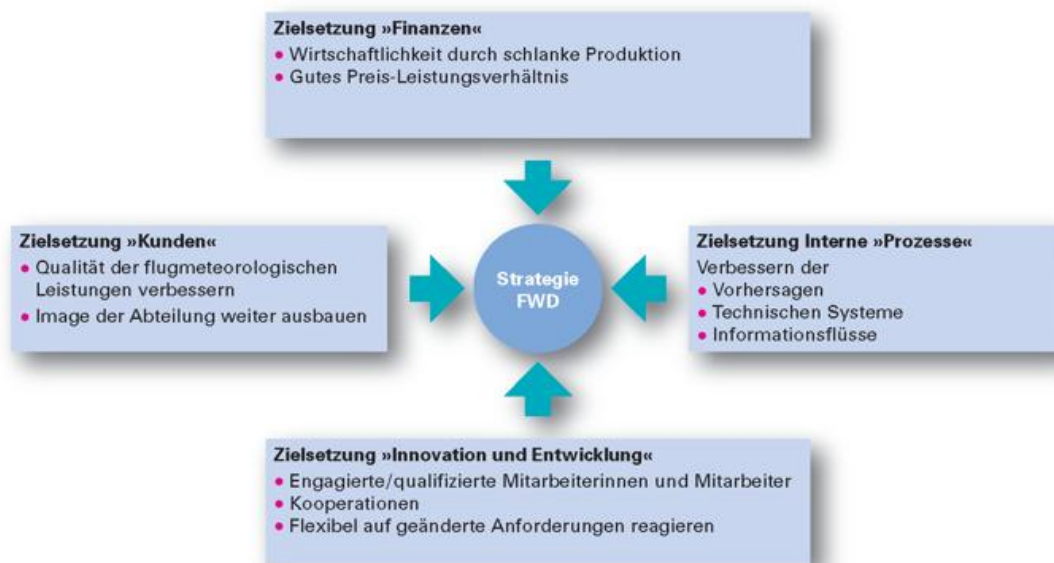 Zielsetzung »Finanzen«
• Wirtschaftlichkeit durch schlanke Produktion
• Gutes Preis-Leistungsverhältnis
Zielsetzung »Kunden«
• Qualität der flugmeteorologischen
Leistungen verbessern
• Image der Abteilung weiter ausbauen
Strategie
FWD
Zielsetzung Interne »Prozesse«
Verbessern der
• Vorhersagen
• Technischen Systeme
• Informationsflüsse
Zielsetzung »Innovation und Entwicklung«
• Engagierte/qualifizierte Mitarbeiterinnen und Mitarbeiter
• Kooperationen
• Flexibel auf geänderte Anforderungen reagieren